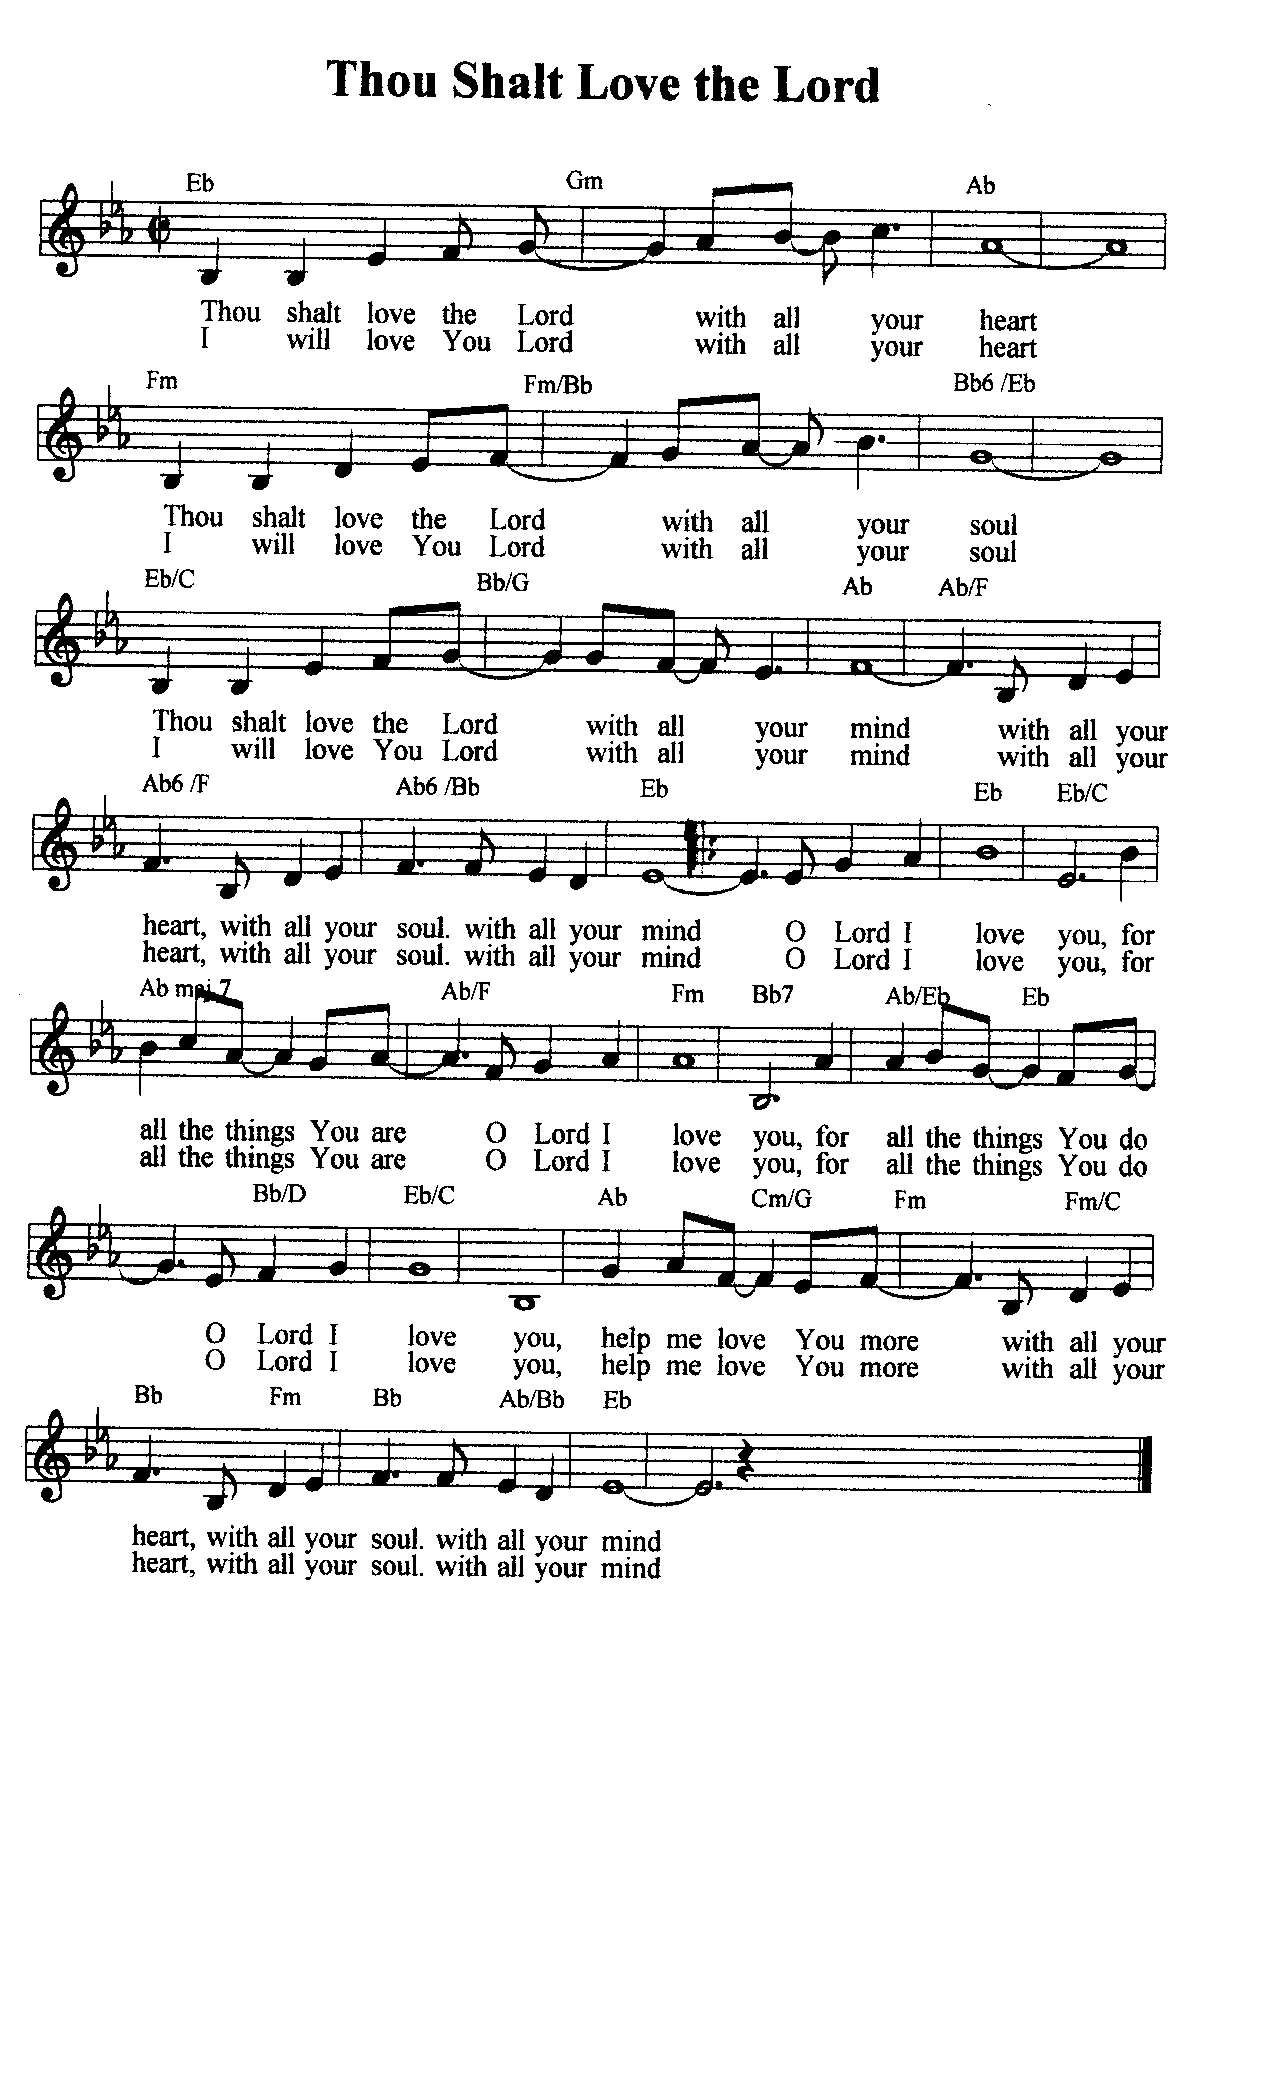 Thou Shalt Love the Lord
Eb Gm Ab
Thou shalt love the Lord with all your heart
I will love You Lord with all your heart
Fm Fm/Bb Bb6 /Eb
Thou shalt love the Lord with all your soul
I will love You Lord with all your soul
Eb/C Bb/G Ab Ab/F
Thou shalt love the Lord with all your mind with all your
I will love You Lord with all your mind with all your
Ab6 /F Ab6 /Bb Eb Eb Eb/C
heart, with all your soul. with all your mind O Lord I love you, for
heart, with all your soul. with all your mind O Lord I love you, for
Ab maj 7 Ab/F Fm Bb7 Ab/Eb Eb
all the things You are O Lord I love you, for all the things You do
all the things You are O Lord I love you, for all the things You do
Bb/D Eb/C Ab Cm/G Fm Fm/C
O Lord I love you, help me love You more with all your
O Lord I love you, help me love You more with all your
Bb Fm Bb Ab/Bb Eb
heart, with all your soul. with all your mind
heart, with all your soul. with all your mind